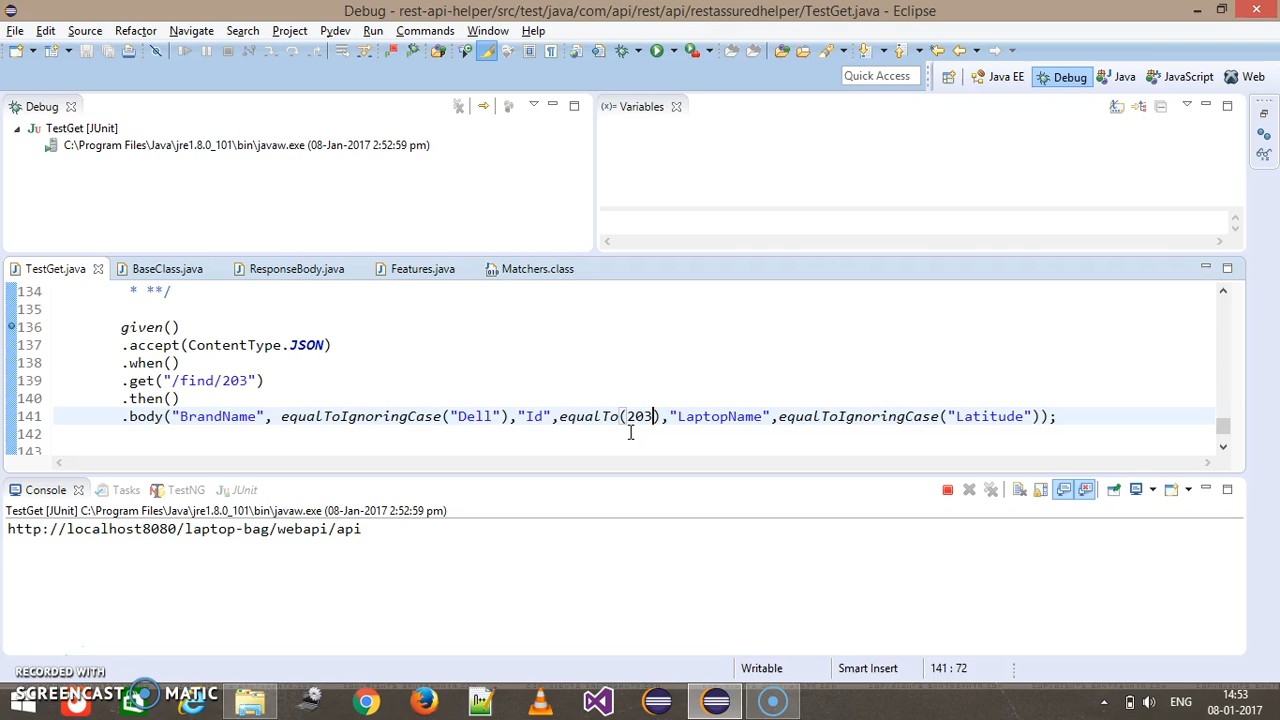 Debug - rest-api-helper/src/test/java/com/api/rest/api/restassuredhelper/TestGet.java - Eclipse
File Edit Source Refactor Navigate Search Project Pydev Run Commands Window Help
Quick Access
Java EE Debug Java JavaScript Web
Debug
(x)= Variables
TestGet [JUnit]
C:\Program Files\Java\jre1.8.0_101\bin\javaw.exe (08-Jan-2017 2:52:59 pm)
TestGet.java BaseClass.java ResponseBody.java Features.java Matchers.class
134 * **/
135
136 given()
137 .accept(ContentType.JSON)
138 .when()
139 .get("/find/203")
140 .then()
141 .body("BrandName", equalToIgnoringCase("Dell"),"Id",equalTo(203),"LaptopName",equalToIgnoringCase("Latitude"));
142
143
Console Tasks TestNG JUnit
TestGet [JUnit] C:\Program Files\Java\jre1.8.0_101\bin\javaw.exe (08-Jan-2017 2:52:59 pm)
http://localhost8080/laptop-bag/webapi/api
Writable Smart Insert 141 : 72
RECORDED WITH
SCREENCAST MATIC
ENG
14:53
08-01-2017